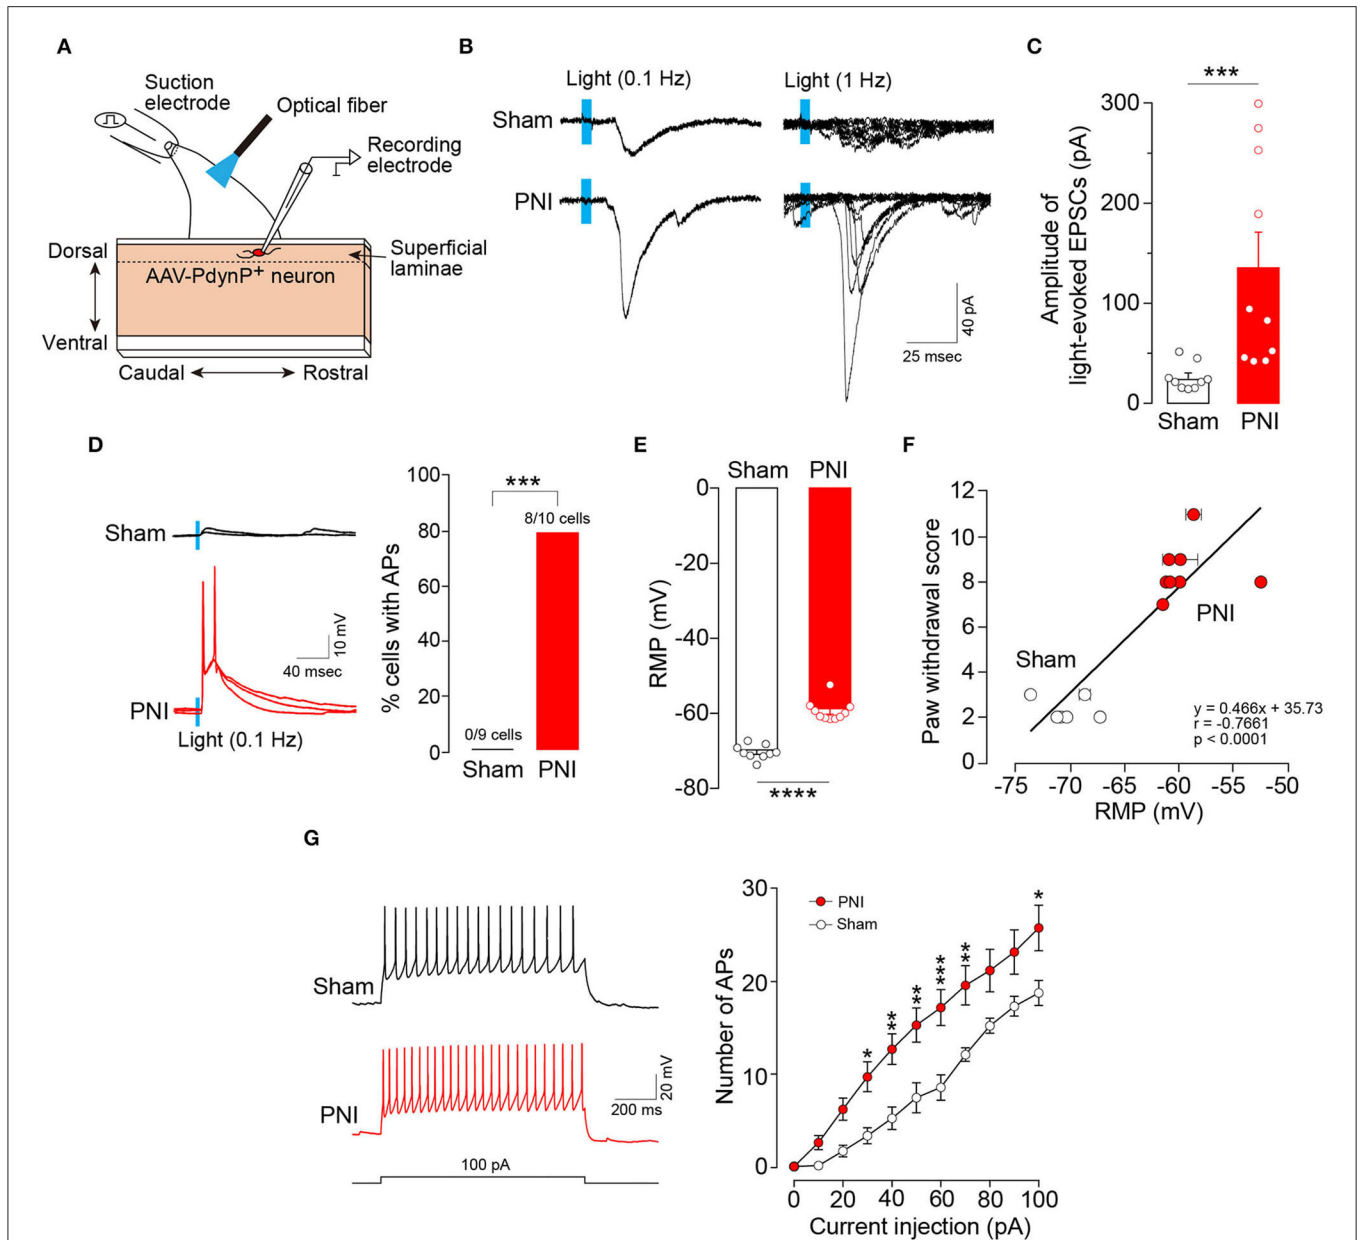 A
Suction
electrode
Optical fiber
Recording
electrode
Dorsal
Superficial
laminae
AAV-PdynP+ neuron
Ventral
Caudal
Rostral
B
Light (0.1 Hz)
Light (1 Hz)
Sham
PNI
40 pA
25 msec
C
***
300
200
100
0
Amplitude of
light-evoked EPSCs (pA)
Sham
PNI
D
Sham
10 mV
40 msec
PNI
Light (0.1 Hz)
100
80
60
40
20
0
% cells with APs
***
8/10 cells
0/9 cells
Sham
PNI
E
Sham
PNI
0
-20
-40
-60
-80
RMP (mV)
****
F
12
10
8
6
4
2
0
Paw withdrawal score
PNI
Sham
y = 0.466x + 35.73
r = -0.7661
p < 0.0001
-75
-70
-65
-60
-55
-50
RMP (mV)
G
Sham
PNI
20 mV
200 ms
100 pA
30
20
10
0
Number of APs
PNI
Sham
*
**
**
***
**
*
0
20
40
60
80
100
Current injection (pA)